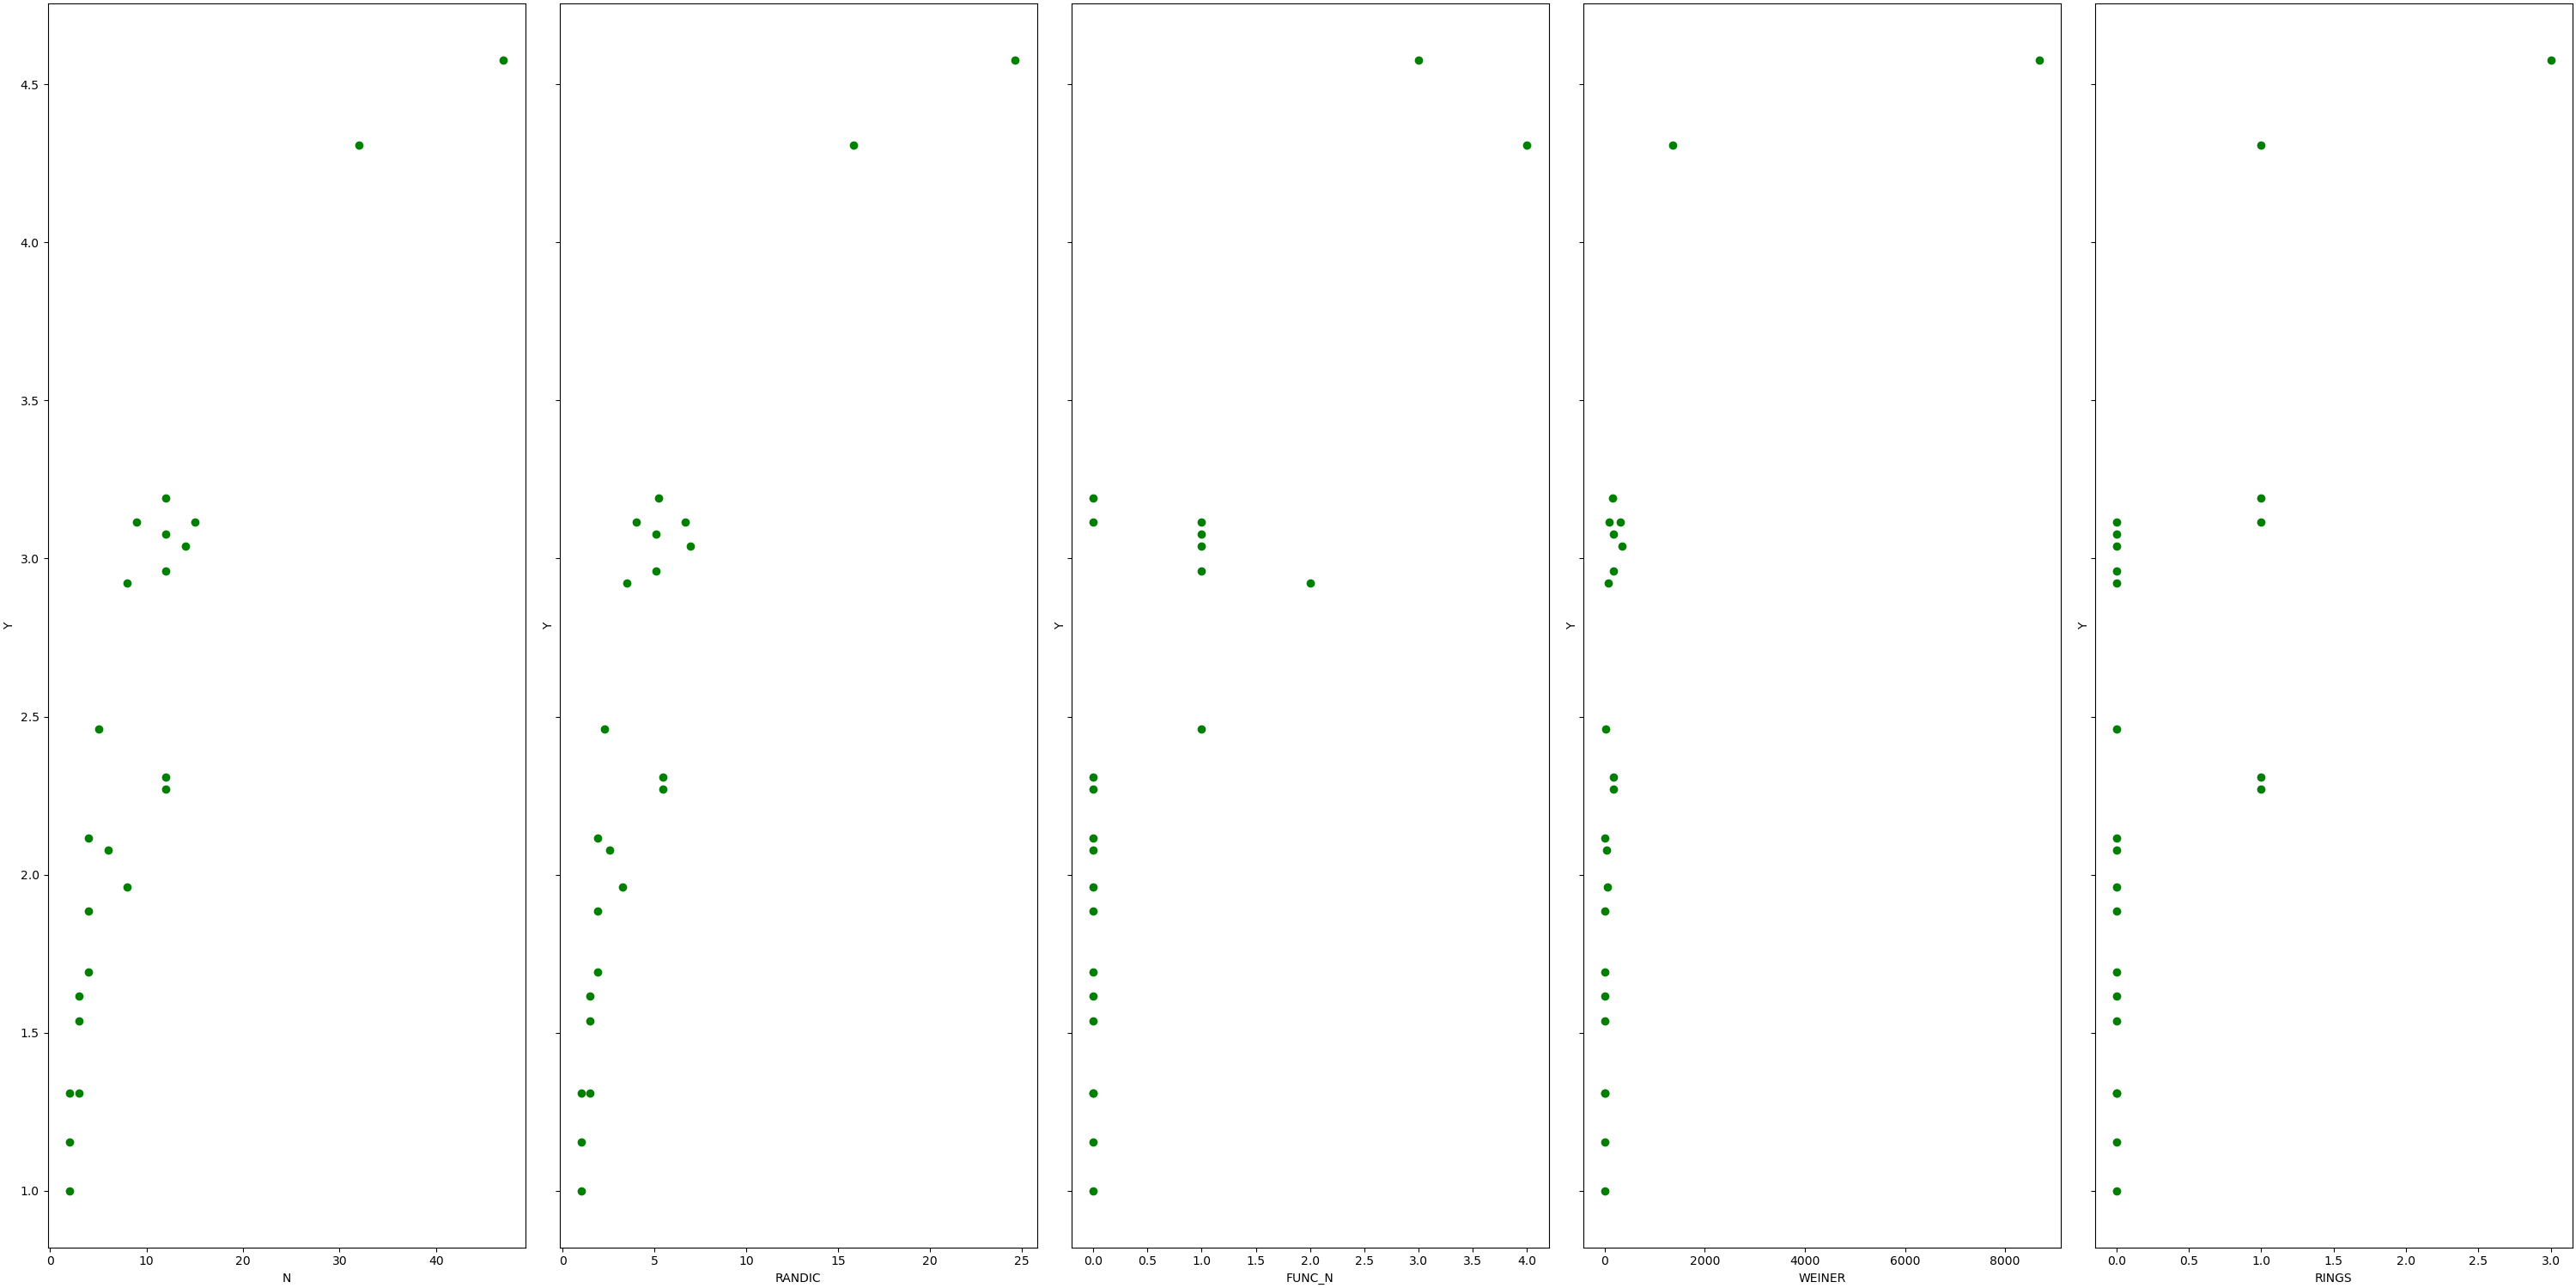 Y
4.5
4.0
3.5
3.0
2.5
2.0
1.5
1.0
0 10 20 30 40
N
Y
0 5 10 15 20 25
RANDIC
Y
0.0 0.5 1.0 1.5 2.0 2.5 3.0 3.5 4.0
FUNC_N
Y
0 2000 4000 6000 8000
WEINER
Y
0.0 0.5 1.0 1.5 2.0 2.5 3.0
RINGS